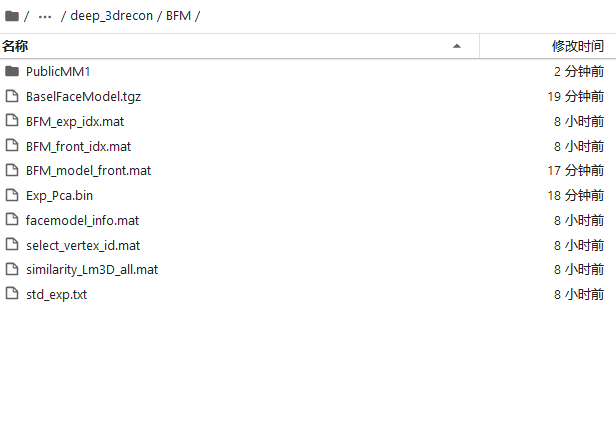 / ··· / deep_3drecon / BFM /
名称 修改时间
PublicMM1 2 分钟前
BaselFaceModel.tgz 19 分钟前
BFM_exp_idx.mat 8 小时前
BFM_front_idx.mat 8 小时前
BFM_model_front.mat 17 分钟前
Exp_Pca.bin 18 分钟前
facemodel_info.mat 8 小时前
select_vertex_id.mat 8 小时前
similarity_Lm3D_all.mat 8 小时前
std_exp.txt 8 小时前